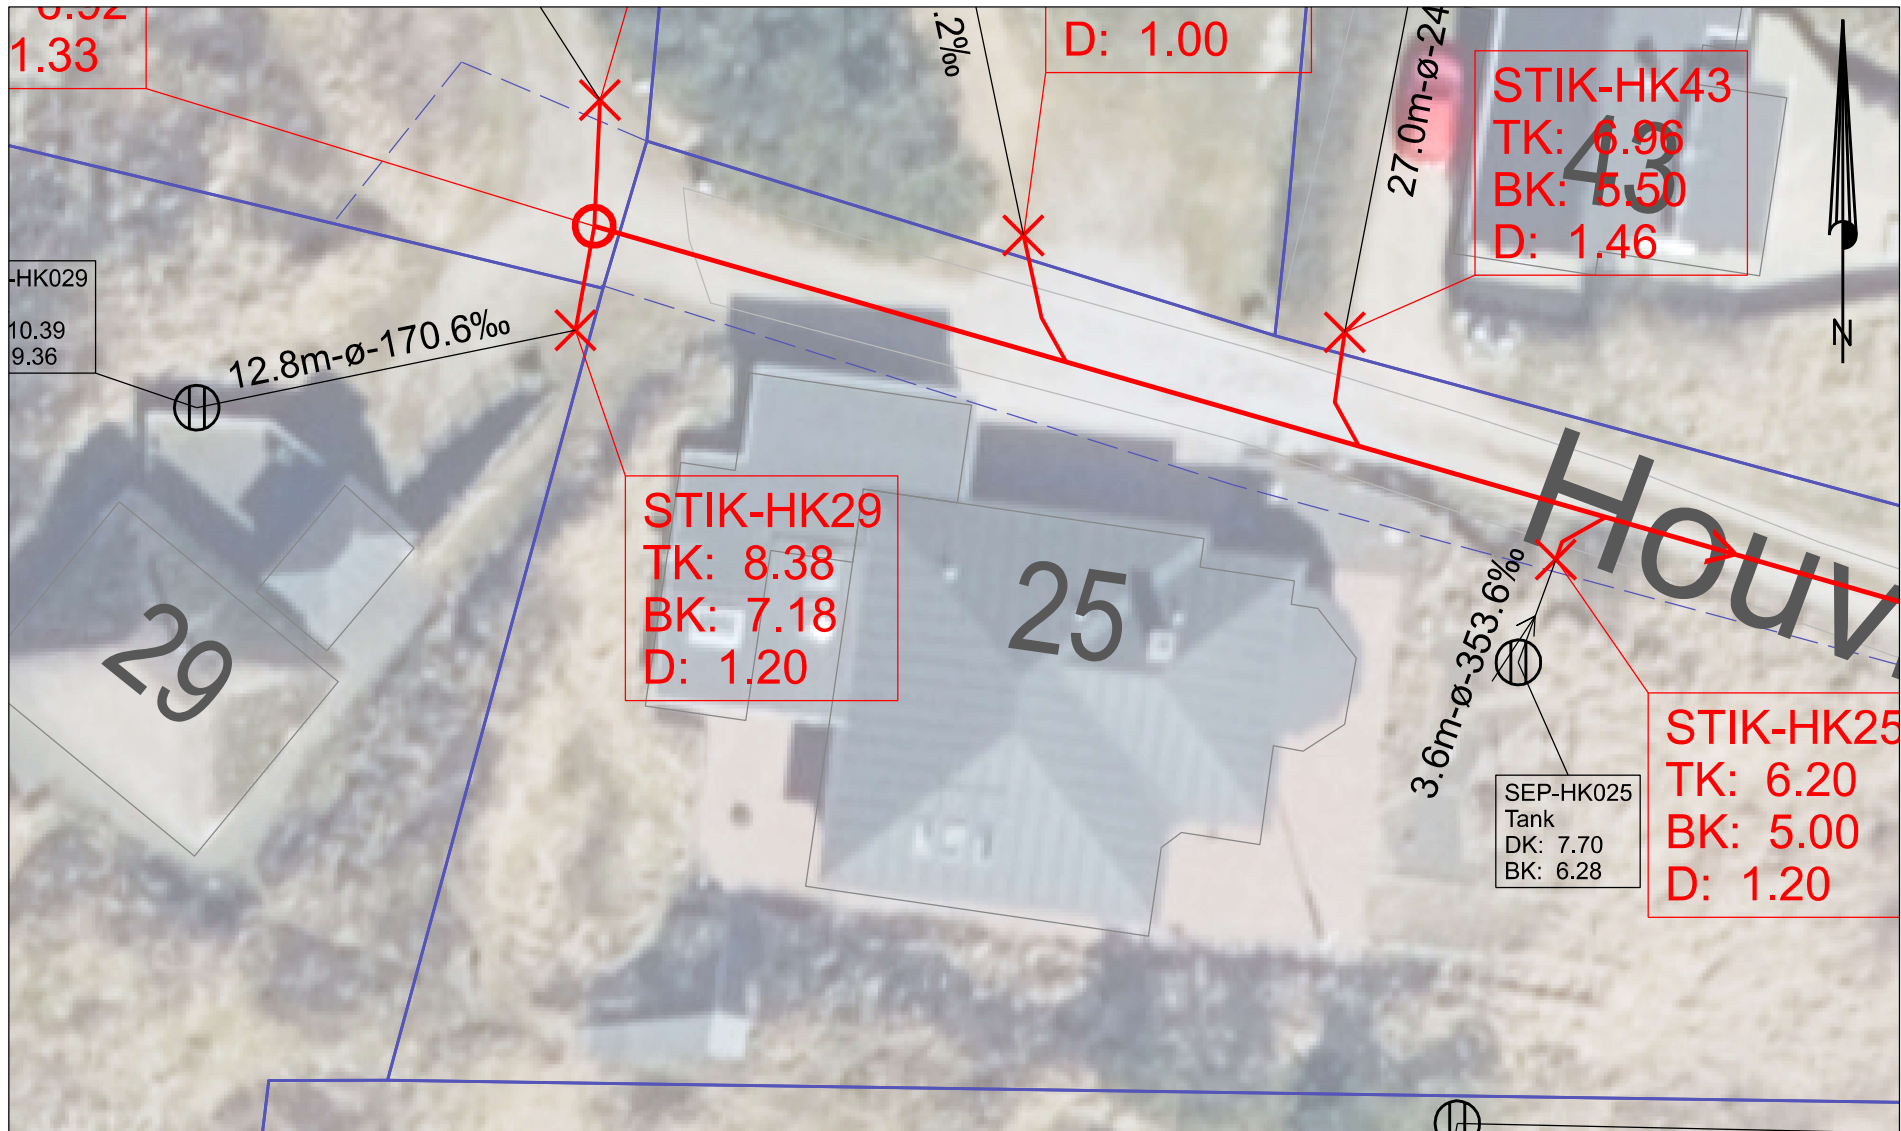 1.33
.2‰
D: 1.00
27.0m-ø-24
STIK-HK43
TK: 6.96
BK: 5.50
D: 1.46
43
N
-HK029
10.39
9.36
12.8m-ø-170.6‰
29
STIK-HK29
TK: 8.38
BK: 7.18
D: 1.20
25
Houv
3.6m-ø-353.6‰
SEP-HK025
Tank
DK: 7.70
BK: 6.28
STIK-HK25
TK: 6.20
BK: 5.00
D: 1.20